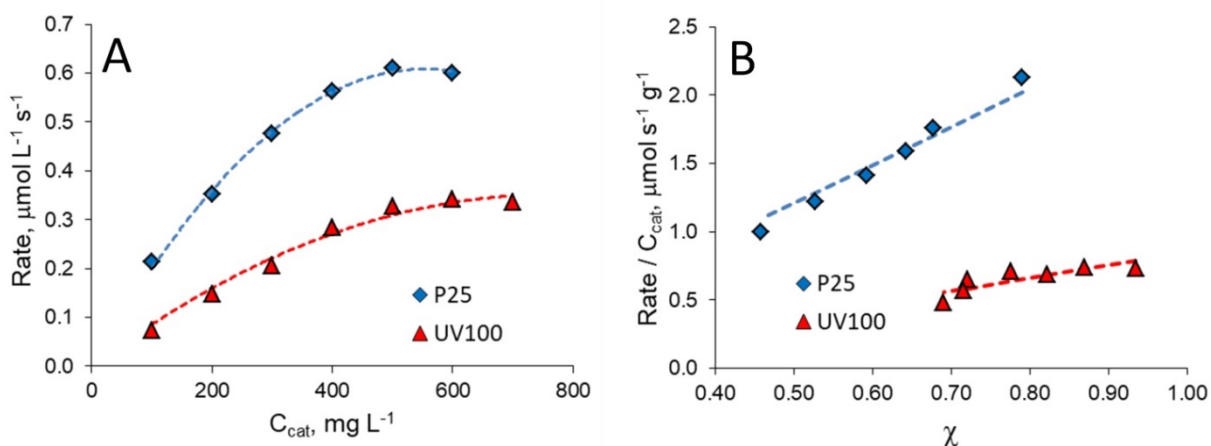 A
Rate, μmol L⁻¹ s⁻¹
0.7
0.6
0.5
0.4
0.3
0.2
0.1
0.0
P25
UV100
0 200 400 600 800
C_cat, mg L⁻¹
B
Rate / C_cat, μmol s⁻¹ g⁻¹
2.5
2.0
1.5
1.0
0.5
0.0
P25
UV100
0.40 0.50 0.60 0.70 0.80 0.90 1.00
χ